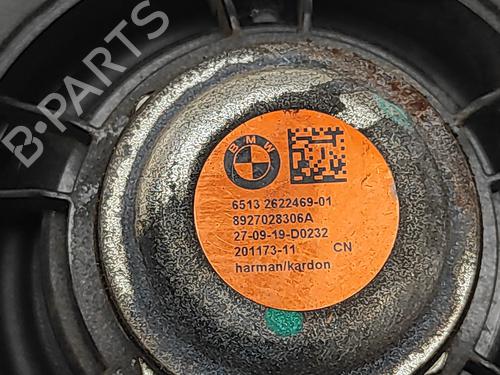 B-PARTS
BMW
6513 2622469-01
8927028306A
27-09-19-D0232
201173-11 CN
harman/kardon